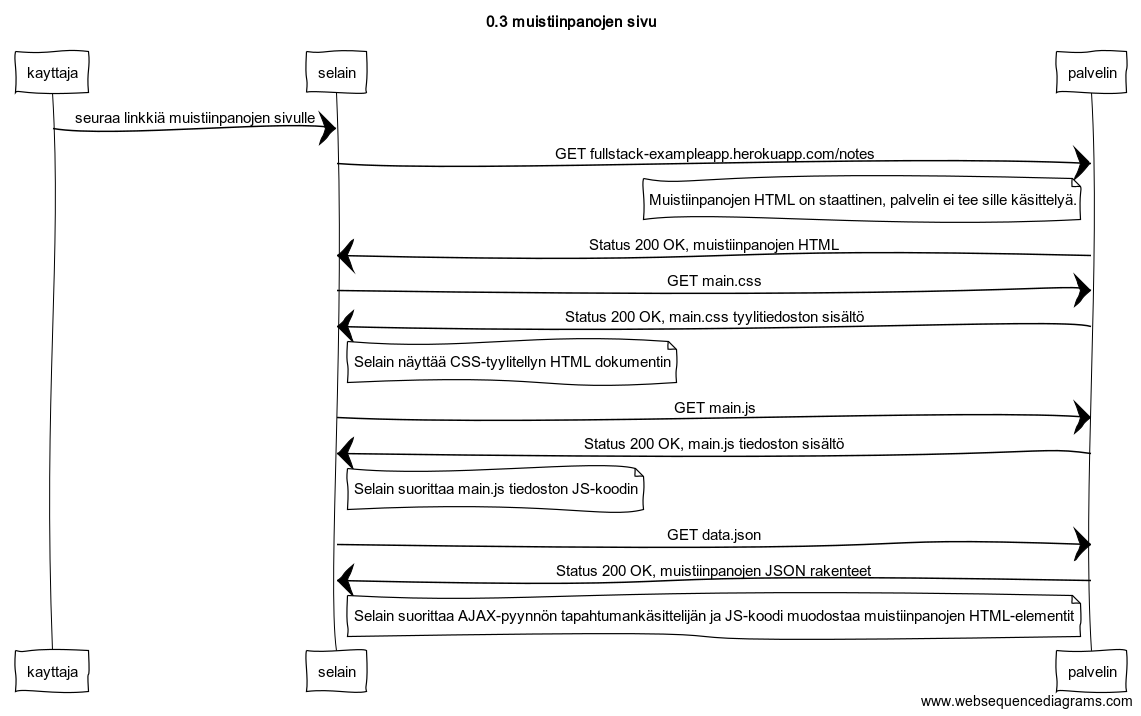 0.3 muistiinpanojen sivu
kayttaja
selain
palvelin
seuraa linkkiä muistiinpanojen sivulle
GET fullstack-exampleapp.herokuapp.com/notes
Muistiinpanojen HTML on staattinen, palvelin ei tee sille käsittelyä.
Status 200 OK, muistiinpanojen HTML
GET main.css
Status 200 OK, main.css tyylitiedoston sisältö
Selain näyttää CSS-tyylitellyn HTML dokumentin
GET main.js
Status 200 OK, main.js tiedoston sisältö
Selain suorittaa main.js tiedoston JS-koodin
GET data.json
Status 200 OK, muistiinpanojen JSON rakenteet
Selain suorittaa AJAX-pyynnön tapahtumankäsittelijän ja JS-koodi muodostaa muistiinpanojen HTML-elementit
kayttaja
selain
palvelin
www.websequencediagrams.com